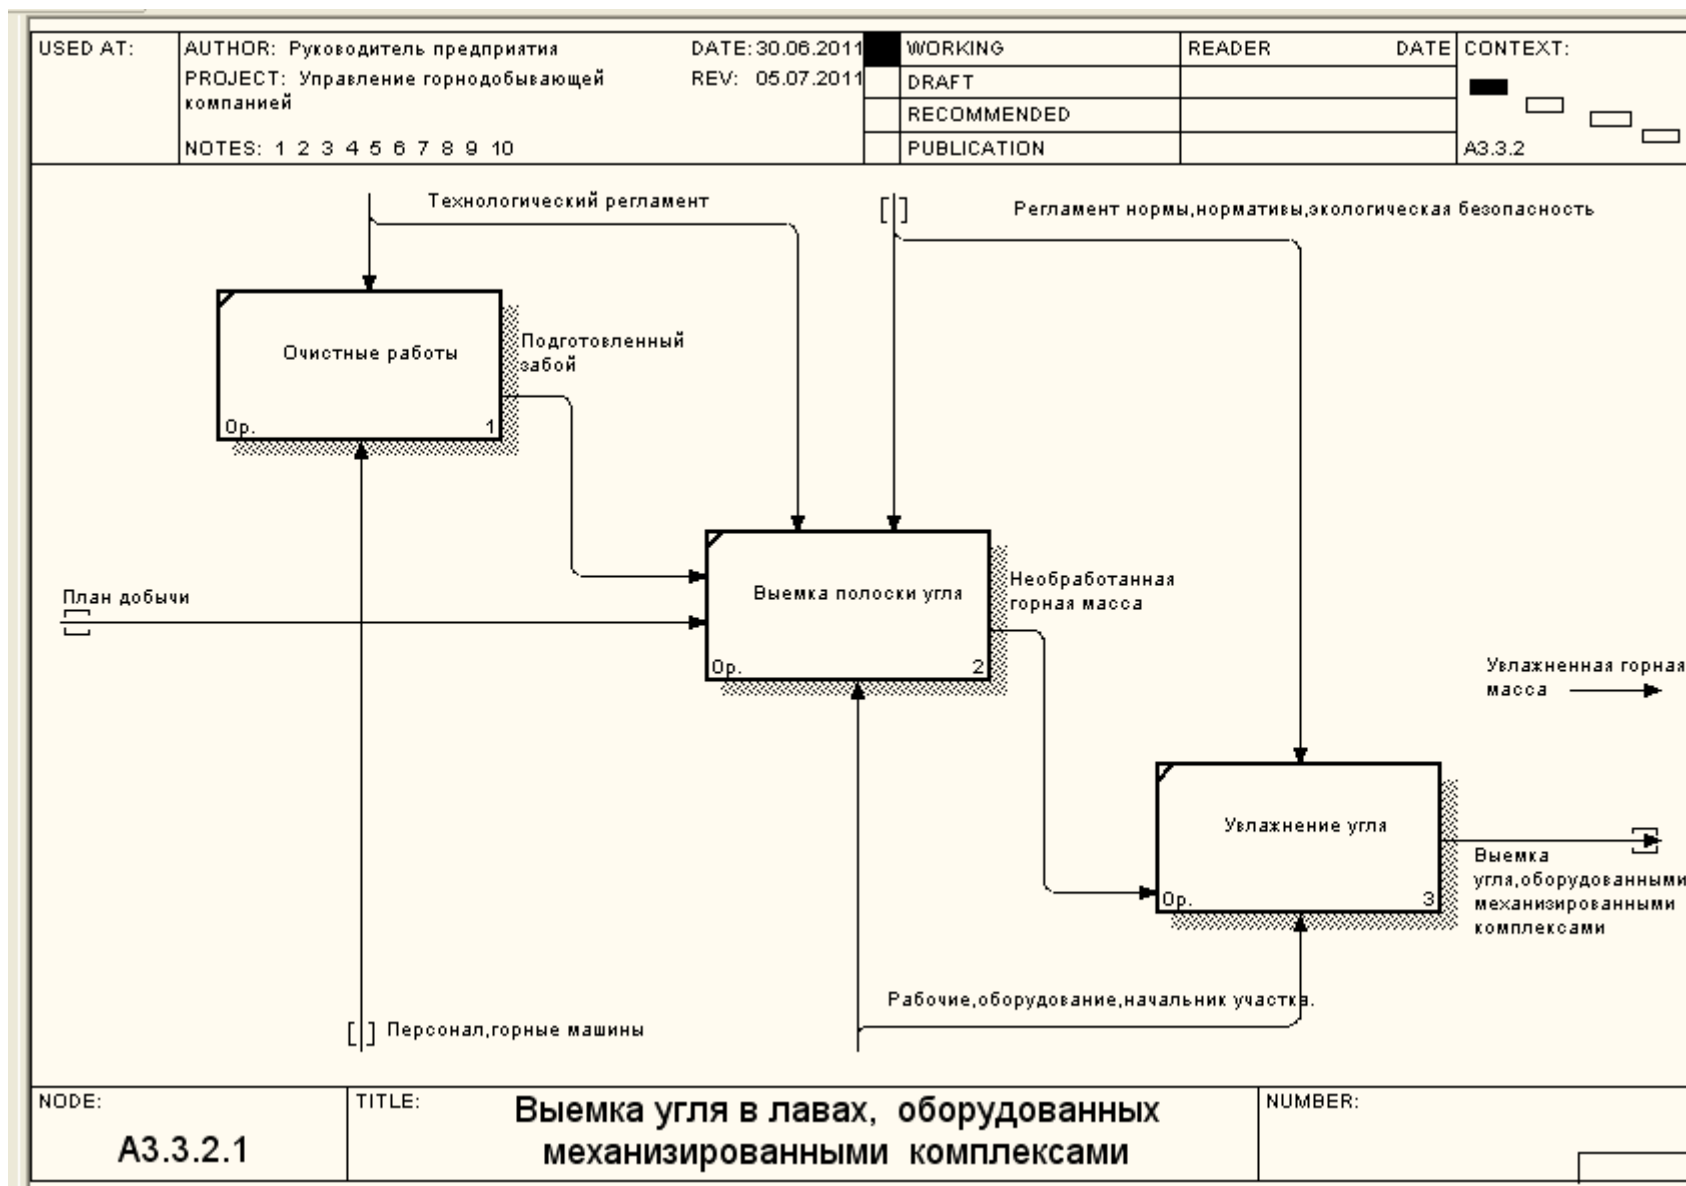 USED AT:
AUTHOR: Руководитель предприятия
DATE: 30.06.2011
PROJECT: Управление горнодобывающей
компанией
REV: 05.07.2011
NOTES: 1 2 3 4 5 6 7 8 9 10
WORKING
DRAFT
RECOMMENDED
PUBLICATION
READER
DATE
CONTEXT:
A3.3.2
Технологический регламент
Регламент нормы,нормативы,экологическая безопасность
Очистные работы
0р.
1
Подготовленный
забой
План добычи
Выемка полоски угля
0р.
2
Необработанная
горная масса
Увлажненная горная
масса
Увлажнение угля
0р.
3
Выемка
угля,оборудованными
механизированными
комплексами
Рабочие,оборудование,начальник участка.
Персонал,горные машины
NODE:
A3.3.2.1
TITLE:
Выемка угля в лавах, оборудованных
механизированными комплексами
NUMBER: